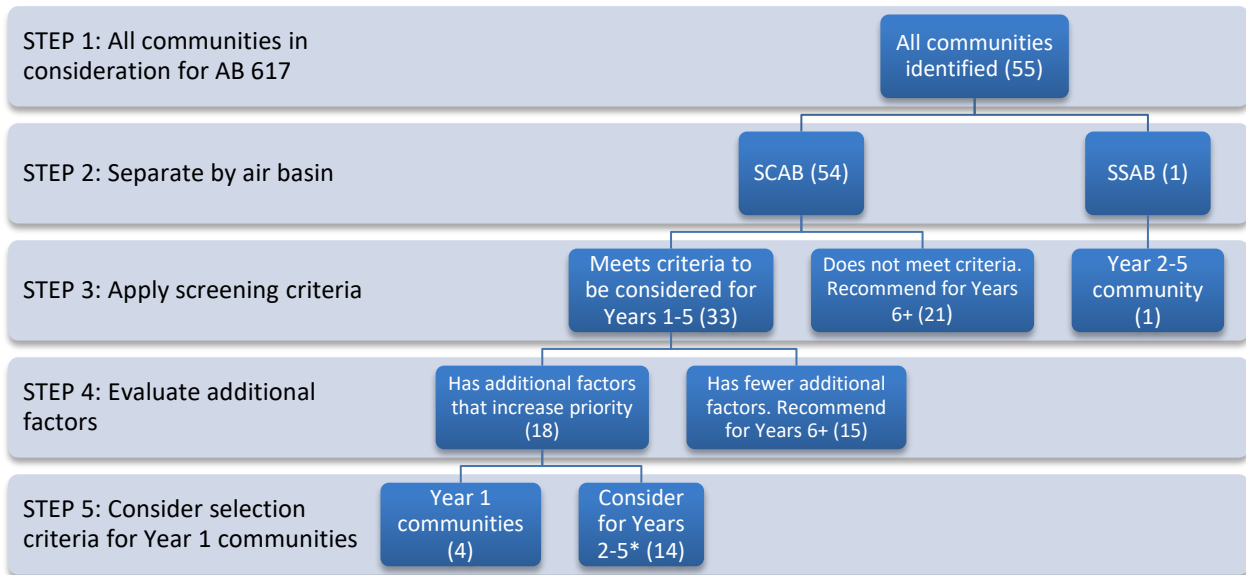 STEP 1: All communities in
consideration for AB 617
All communities
identified (55)
STEP 2: Separate by air basin
SCAB (54)
SSAB (1)
STEP 3: Apply screening criteria
Meets criteria to
be considered for
Years 1-5 (33)
Does not meet criteria.
Recommend for Years
6+ (21)
Year 2-5
community
(1)
STEP 4: Evaluate additional
factors
Has additional factors
that increase priority
(18)
Has fewer additional
factors. Recommend
for Years 6+ (15)
STEP 5: Consider selection
criteria for Year 1 communities
Year 1
communities
(4)
Consider
for Years
2-5* (14)